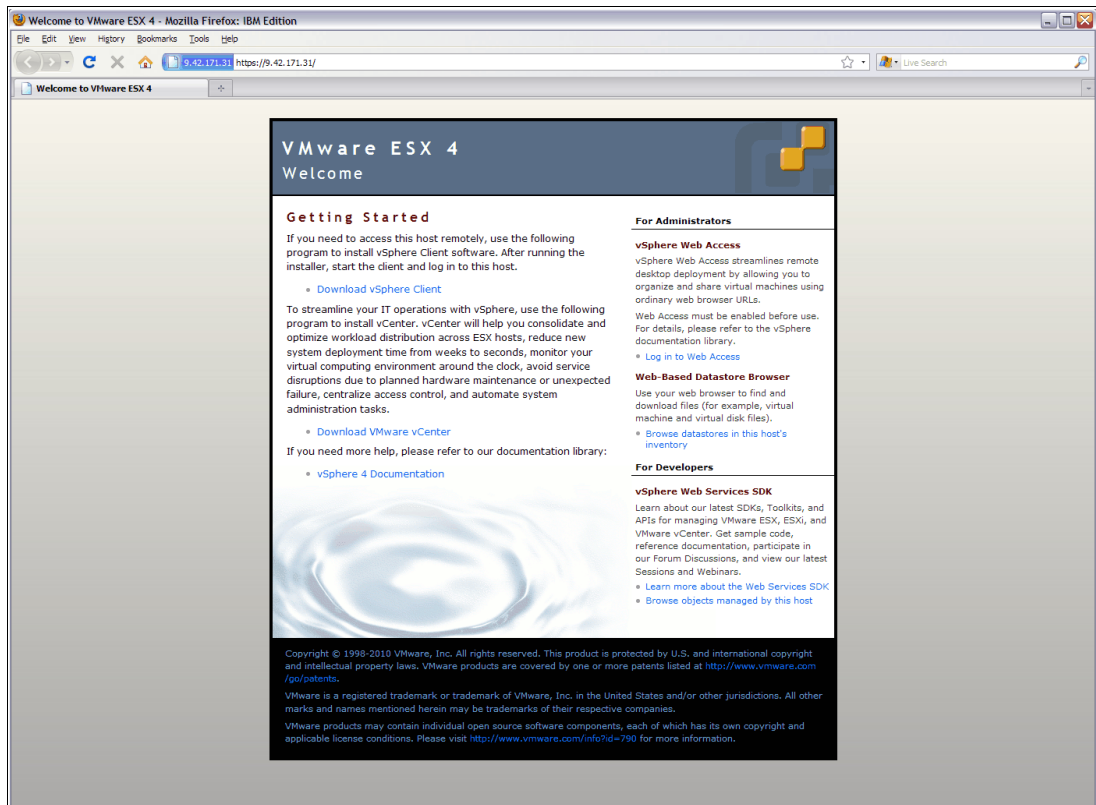 Welcome to VMware ESX 4 - Mozilla Firefox: IBM Edition
File Edit View History Bookmarks Tools Help
9.42.171.31 https://9.42.171.31/
Live Search
Welcome to VMware ESX 4
VMware ESX 4
Welcome
Getting Started
If you need to access this host remotely, use the following
program to install vSphere Client software. After running the
installer, start the client and log in to this host.
Download vSphere Client
To streamline your IT operations with vSphere, use the following
program to install vCenter. vCenter will help you consolidate and
optimize workload distribution across ESX hosts, reduce new
system deployment time from weeks to seconds, monitor your
virtual computing environment around the clock, avoid service
disruptions due to planned hardware maintenance or unexpected
failure, centralize access control, and automate system
administration tasks.
Download VMware vCenter
If you need more help, please refer to our documentation library:
vSphere 4 Documentation
For Administrators
vSphere Web Access
vSphere Web Access streamlines remote
desktop deployment by allowing you to
organize and share virtual machines using
ordinary web browser URLs.
Web Access must be enabled before use.
For details, please refer to the vSphere
documentation library.
Log in to Web Access
Web-Based Datastore Browser
Use your web browser to find and
download files (for example, virtual
machine and virtual disk files).
Browse datastores in this host's
inventory
For Developers
vSphere Web Services SDK
Learn about our latest SDKs, Toolkits, and
APIs for managing VMware ESX, ESXi, and
VMware vCenter. Get sample code,
reference documentation, participate in
our Forum Discussions, and view our latest
Sessions and Webinars.
Learn more about the Web Services SDK
Browse objects managed by this host
Copyright © 1998-2010 VMware, Inc. All rights reserved. This product is protected by U.S. and international copyright
and intellectual property laws. VMware products are covered by one or more patents listed at http://www.vmware.com
/go/patents.
VMware is a registered trademark or trademark of VMware, Inc. in the United States and/or other jurisdictions. All other
marks and names mentioned herein may be trademarks of their respective companies.
VMware products may contain individual open source software components, each of which has its own copyright and
applicable license conditions. Please visit http://www.vmware.com/info?id=790 for more information.